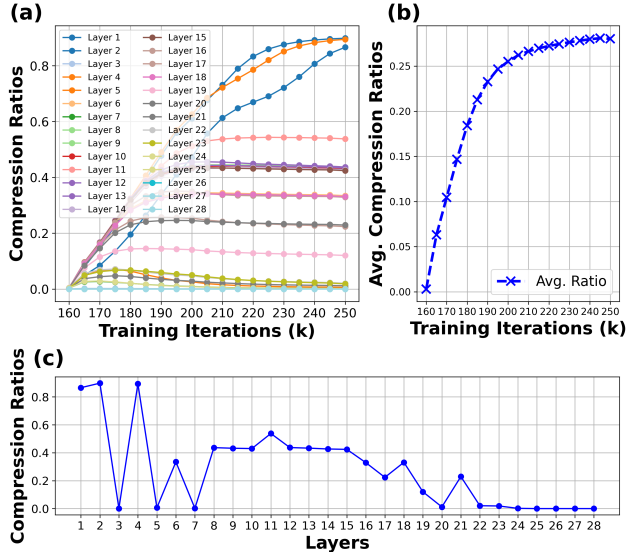 (a)
Compression Ratios
0.0
0.2
0.4
0.6
0.8
Layer 1
Layer 2
Layer 3
Layer 4
Layer 5
Layer 6
Layer 7
Layer 8
Layer 9
Layer 10
Layer 11
Layer 12
Layer 13
Layer 14
Layer 15
Layer 16
Layer 17
Layer 18
Layer 19
Layer 20
Layer 21
Layer 22
Layer 23
Layer 24
Layer 25
Layer 26
Layer 27
Layer 28
160 170 180 190 200 210 220 230 240 250
Training Iterations (k)
(b)
Avg. Compression Ratios
0.00
0.05
0.10
0.15
0.20
0.25
Avg. Ratio
160 170 180 190 200 210 220 230 240 250
Training Iterations (k)
(c)
Compression Ratios
0.0
0.2
0.4
0.6
0.8
1 2 3 4 5 6 7 8 9 10 11 12 13 14 15 16 17 18 19 20 21 22 23 24 25 26 27 28
Layers